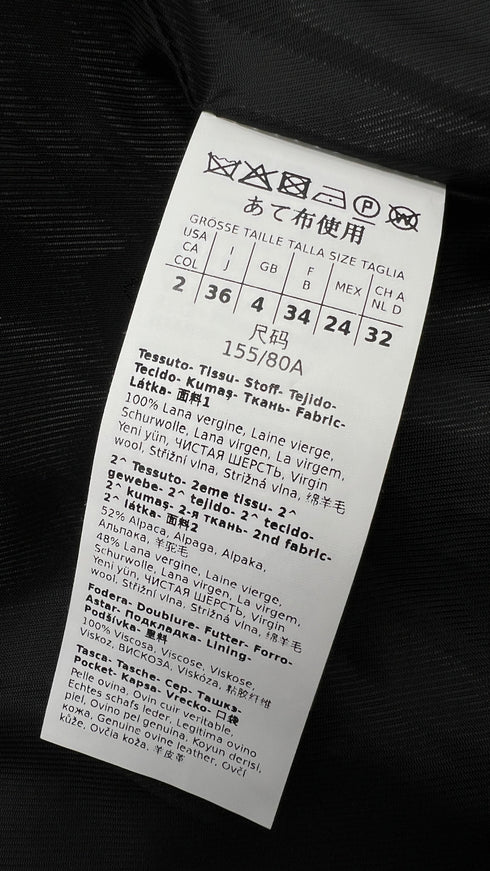 P W
あて布使用
GRÖSSE TAILLE TALLA SIZE TAGLIA
USA CA COL I J GB F B MEX CH A NL D
2 36 4 34 24 32
尺码
155/80A
Tessuto- Tissu- Stoff- Tejido-
Tecido- Kumaş- Ткань- Fabric-
Látka- 面料1
100% Lana vergine, Laine vierge,
Schurwolle, Lana virgen, La virgem,
Yeni yün, ЧИСТАЯ ШЕРСТЬ, Virgin
wool, Střižní vlna, Strižná vlna, 绵羊毛
2^ Tessuto- 2eme tissu- 2^
gewebe- 2^ tejido- 2^ tecido-
2^ kumaş- 2-я ткань- 2nd fabric-
2^ látka- 面料2
52% Alpaca, Alpaga, Alpaka,
Альпака, 羊驼毛
48% Lana vergine, Laine vierge,
Schurwolle, Lana virgen, La virgem,
Yeni yün, ЧИСТАЯ ШЕРСТЬ, Virgin
wool, Střižní vlna, Strižná vlna, 绵羊毛
Fodera- Doublure- Futter- Forro-
Astar- Подкладка- Lining-
Podšívka- 里料
100% Viscosa, Viscose, Viskose,
Viskoz, ВИСКОЗА, Viskóza, 粘胶纤维
Tasca- Tasche- Cep- Ташкз-
Pocket- Kapsa- Vrecko- 口袋
Pelle ovina, Ovin cuir veritable,
Echtes schafs leder, Legitima ovino
piel, Ovino pel genuina, Koyun derisi,
кожа, Genuine ovine leather, Ovčí
kůže, Ovčia koža, 羊皮革